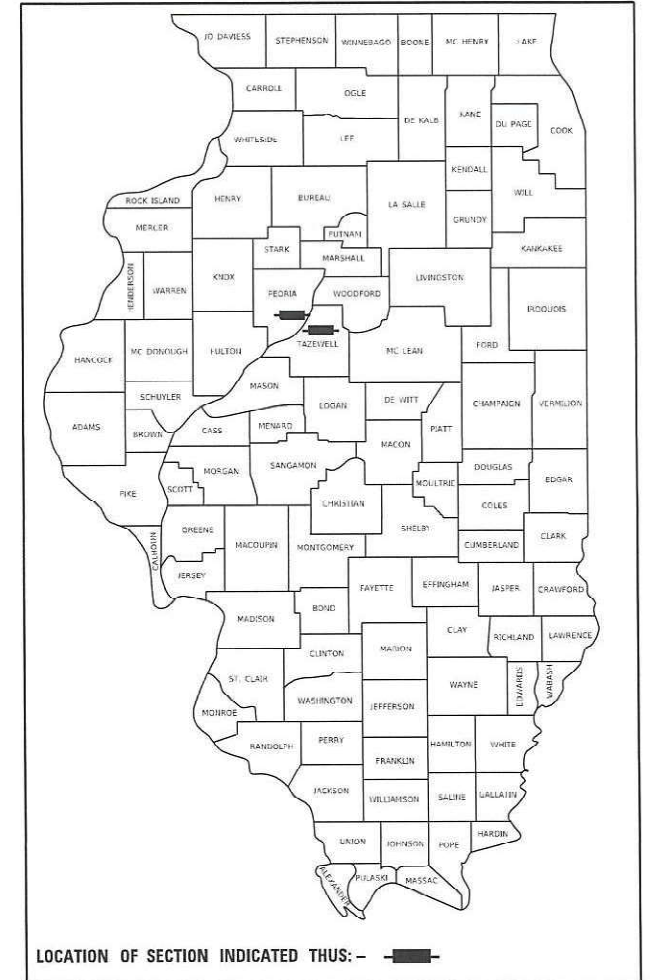 JO DAVIESS
STEPHENSON
WINNEBAGO
BOONE
MC HENRY
LAKE
CARROLL
OGLE
DE KALB
KANE
DU PAGE
COOK
WHITESIDE
LEE
KENDALL
WILL
ROCK ISLAND
HENRY
BUREAU
LA SALLE
GRUNDY
MERCER
PUTNAM
STARK
MARSHALL
KANKAKEE
HENDERSON
WARREN
KNOX
PEORIA
WOODFORD
LIVINGSTON
IROQUOIS
HANCOCK
MC DONOUGH
FULTON
TAZEWELL
MC LEAN
FORD
SCHUYLER
MASON
LOGAN
DE WITT
CHAMPAIGN
VERMILION
ADAMS
BROWN
CASS
MENARD
MACON
PIATT
PIKE
SCOTT
MORGAN
SANGAMON
CHRISTIAN
MOULTRIE
DOUGLAS
EDGAR
COLES
CALHOUN
GREENE
MACOUPIN
MONTGOMERY
SHELBY
CUMBERLAND
CLARK
JERSEY
FAYETTE
EFFINGHAM
JASPER
CRAWFORD
MADISON
BOND
CLAY
RICHLAND
LAWRENCE
CLINTON
MARION
ST. CLAIR
WASHINGTON
WAYNE
EDWARDS
WABASH
MONROE
JEFFERSON
RANDOLPH
PERRY
HAMILTON
WHITE
FRANKLIN
JACKSON
WILLIAMSON
SALINE
GALLATIN
UNION
JOHNSON
POPE
HARDIN
ALEXANDER
PULASKI
MASSAC
LOCATION OF SECTION INDICATED THUS: –